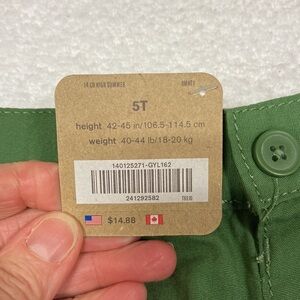 5T
height 42-45 in/106.5-114.5 cm
weight 40-44 lb/18-20 kg
140125271-GYL162
241292582
$14.88